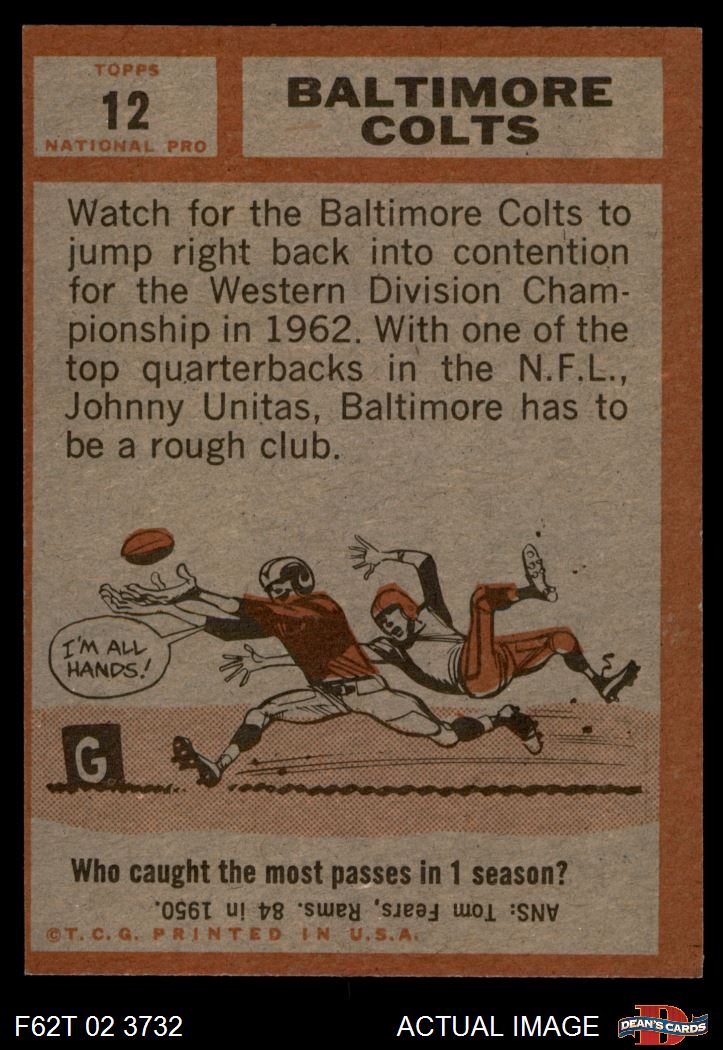 TOPPS
12
NATIONAL PRO
BALTIMORE
COLTS
Watch for the Baltimore Colts to
jump right back into contention
for the Western Division Cham-
pionship in 1962. With one of the
top quarterbacks in the N.F.L.,
Johnny Unitas, Baltimore has to
be a rough club.
I'M ALL
HANDS!
G
Who caught the most passes in 1 season?
ANS: Tom Fears, Rams. 84 in 1950.
©T.C.G. PRINTED IN U.S.A.
F62T 02 3732
ACTUAL IMAGE
D
DEAN'S CARDS